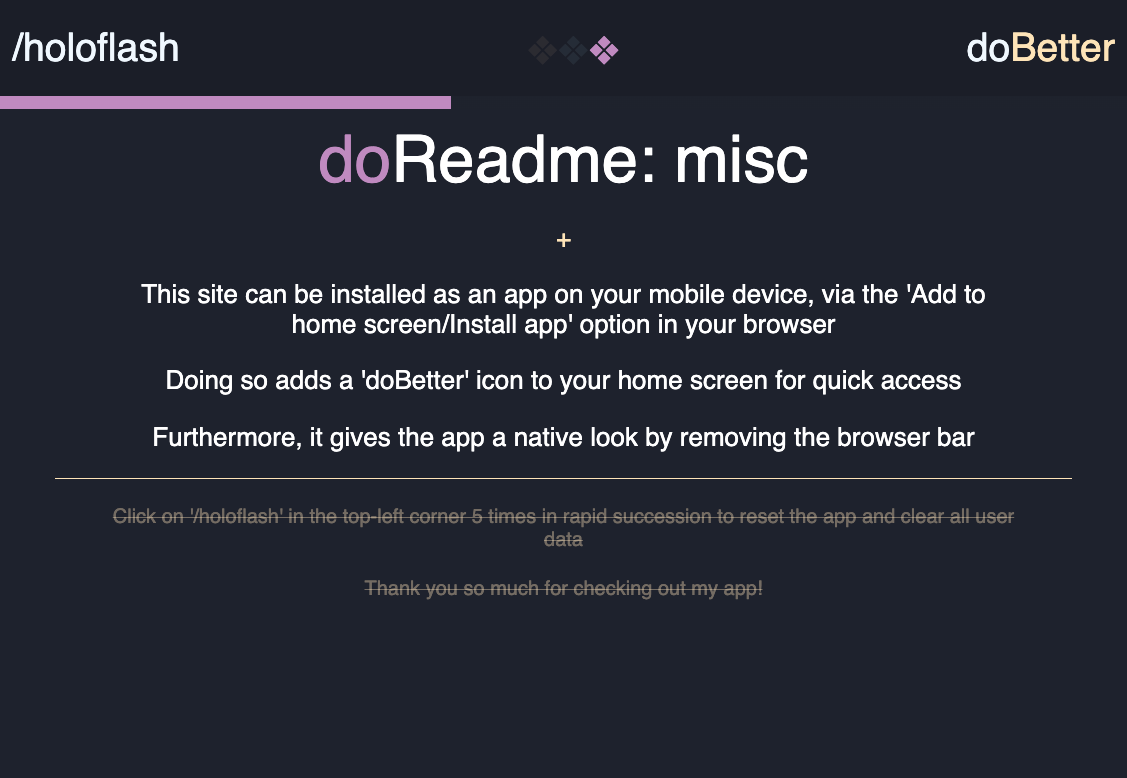 /holoflash
doBetter
doReadme: misc
+
This site can be installed as an app on your mobile device, via the 'Add to
home screen/Install app' option in your browser
Doing so adds a 'doBetter' icon to your home screen for quick access
Furthermore, it gives the app a native look by removing the browser bar
Click on '/holoflash' in the top-left corner 5 times in rapid succession to reset the app and clear all user
data
Thank you so much for checking out my app!